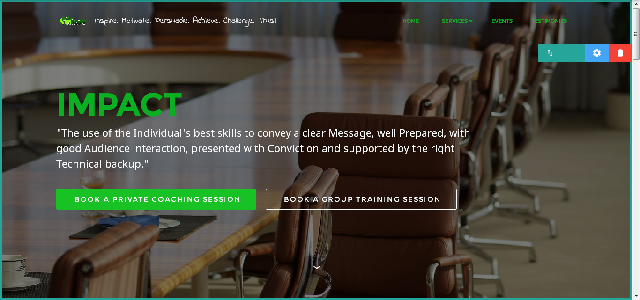 Inspire. Motivate. Persuade. Achieve. Challenge. Trust
HOME SERVICES EVENTS TESTIMONIES
IMPACT
"The use of the Individual's best skills to convey a clear Message, well Prepared, with
good Audience Interaction, presented with Conviction and supported by the right
Technical backup."
BOOK A PRIVATE COACHING SESSION BOOK A GROUP TRAINING SESSION